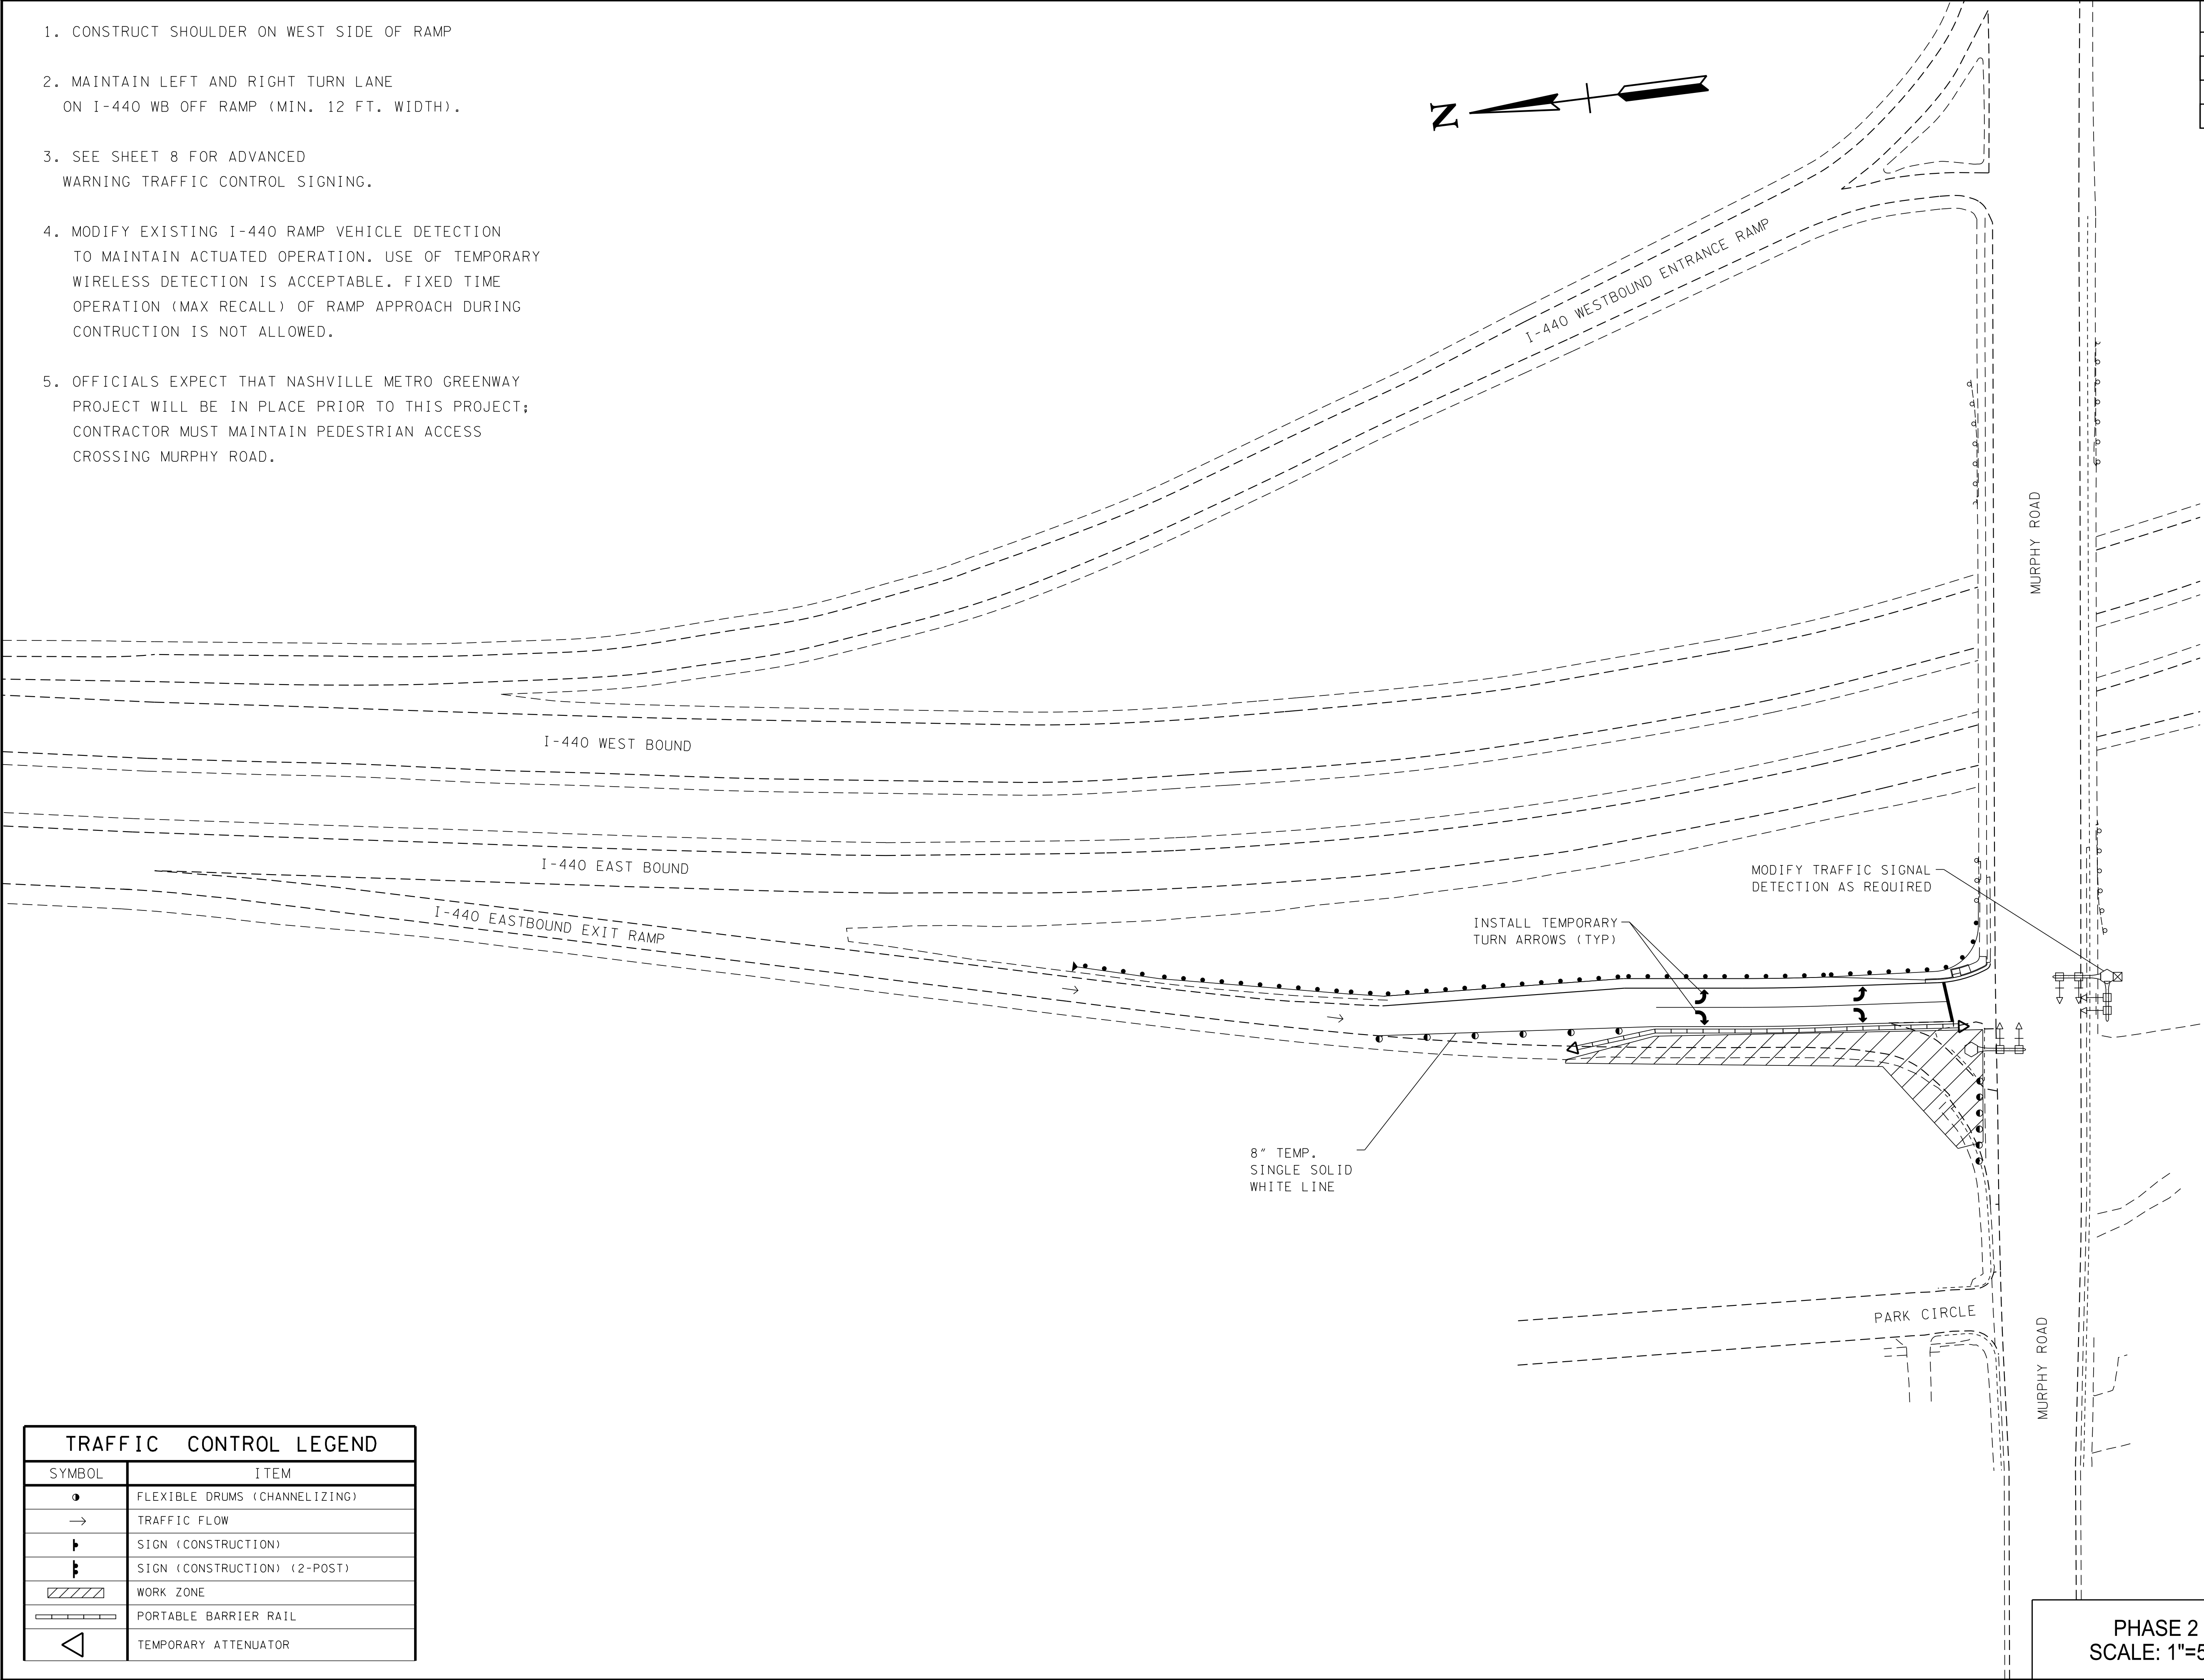 1. CONSTRUCT SHOULDER ON WEST SIDE OF RAMP
2. MAINTAIN LEFT AND RIGHT TURN LANE
ON I-440 WB OFF RAMP (MIN. 12 FT. WIDTH).
3. SEE SHEET 8 FOR ADVANCED
WARNING TRAFFIC CONTROL SIGNING.
4. MODIFY EXISTING I-440 RAMP VEHICLE DETECTION
TO MAINTAIN ACTUATED OPERATION. USE OF TEMPORARY
WIRELESS DETECTION IS ACCEPTABLE. FIXED TIME
OPERATION (MAX RECALL) OF RAMP APPROACH DURING
CONTRUCTION IS NOT ALLOWED.
5. OFFICIALS EXPECT THAT NASHVILLE METRO GREENWAY
PROJECT WILL BE IN PLACE PRIOR TO THIS PROJECT;
CONTRACTOR MUST MAINTAIN PEDESTRIAN ACCESS
CROSSING MURPHY ROAD.
N
I-440 WESTBOUND ENTRANCE RAMP
MURPHY ROAD
I-440 WEST BOUND
I-440 EAST BOUND
I-440 EASTBOUND EXIT RAMP
MODIFY TRAFFIC SIGNAL
DETECTION AS REQUIRED
INSTALL TEMPORARY
TURN ARROWS (TYP)
8" TEMP.
SINGLE SOLID
WHITE LINE
PARK CIRCLE
MURPHY ROAD
TRAFFIC CONTROL LEGEND
SYMBOL ITEM
FLEXIBLE DRUMS (CHANNELIZING)
TRAFFIC FLOW
SIGN (CONSTRUCTION)
SIGN (CONSTRUCTION) (2-POST)
WORK ZONE
PORTABLE BARRIER RAIL
TEMPORARY ATTENUATOR
PHASE 2
SCALE: 1"=5